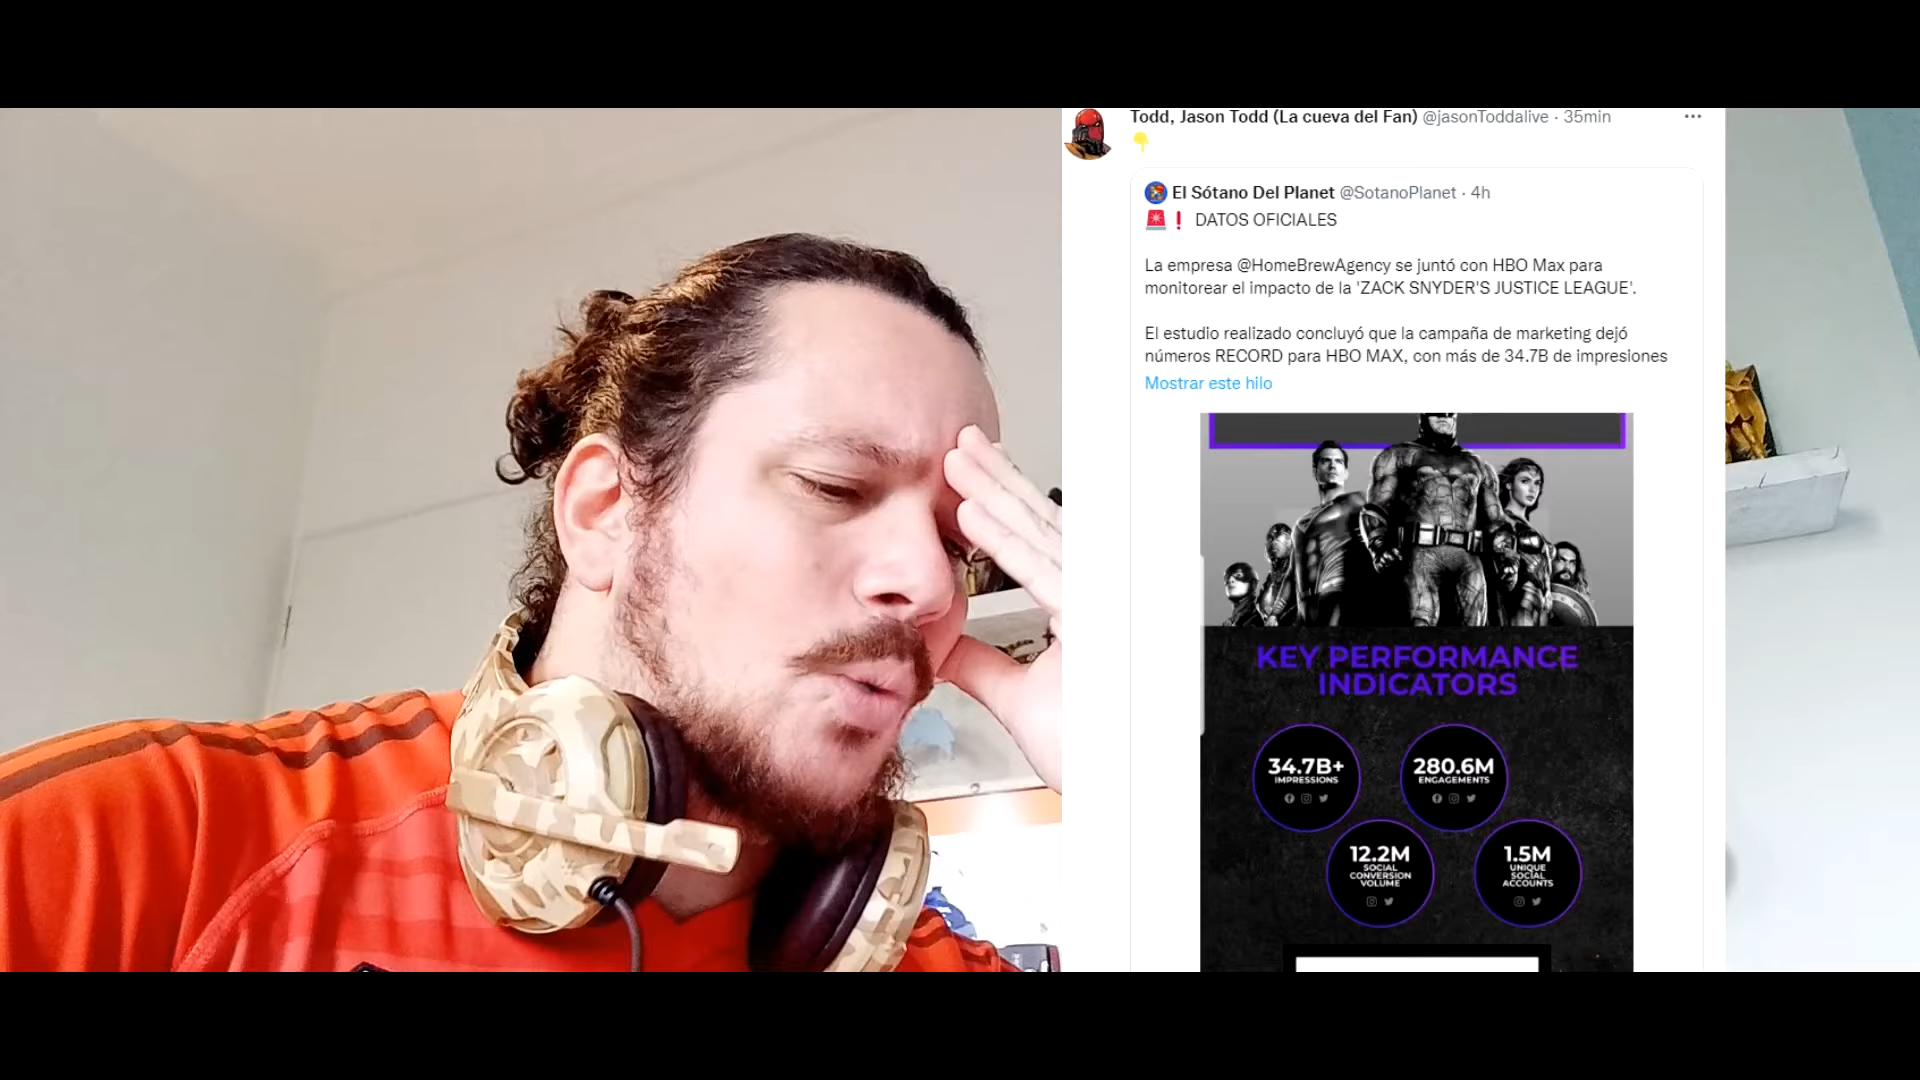 Todd, Jason Todd (La cueva del Fan) @jasonToddalive · 35min
El Sótano Del Planet @SotanoPlanet · 4h
DATOS OFICIALES
La empresa @HomeBrewAgency se juntó con HBO Max para
monitorear el impacto de la 'ZACK SNYDER'S JUSTICE LEAGUE'.
El estudio realizado concluyó que la campaña de marketing dejó
números RECORD para HBO MAX, con más de 34.7B de impresiones
Mostrar este hilo
KEY PERFORMANCE
INDICATORS
34.7B+
IMPRESSIONS
280.6M
ENGAGEMENTS
12.2M
SOCIAL
CONVERSION
VOLUME
1.5M
UNIQUE
SOCIAL
ACCOUNTS